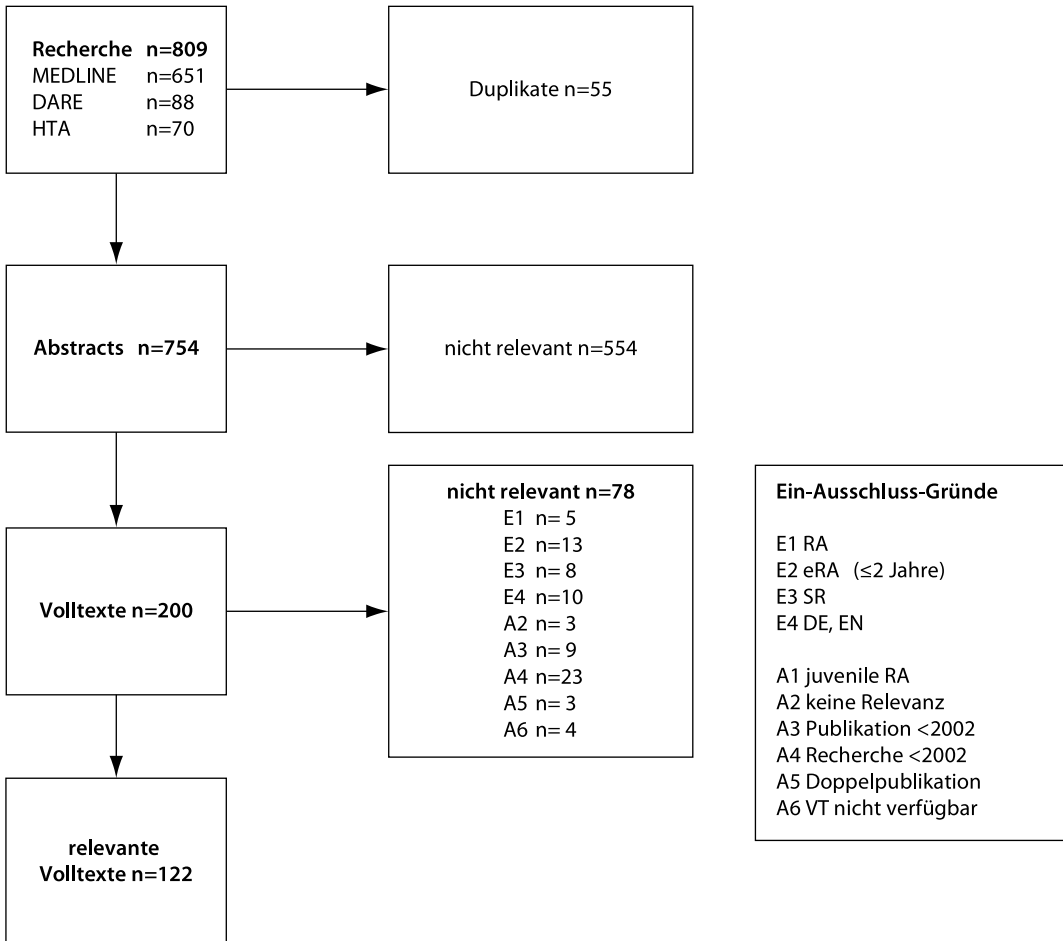 Recherche n=809
MEDLINE n=651
DARE n=88
HTA n=70
Duplikate n=55
Abstracts n=754
nicht relevant n=554
Volltexte n=200
nicht relevant n=78
E1 n= 5
E2 n=13
E3 n= 8
E4 n=10
A2 n= 3
A3 n= 9
A4 n=23
A5 n= 3
A6 n= 4
Ein-Ausschluss-Gründe
E1 RA
E2 eRA (≤2 Jahre)
E3 SR
E4 DE, EN
A1 juvenile RA
A2 keine Relevanz
A3 Publikation <2002
A4 Recherche <2002
A5 Doppelpublikation
A6 VT nicht verfügbar
relevante
Volltexte n=122